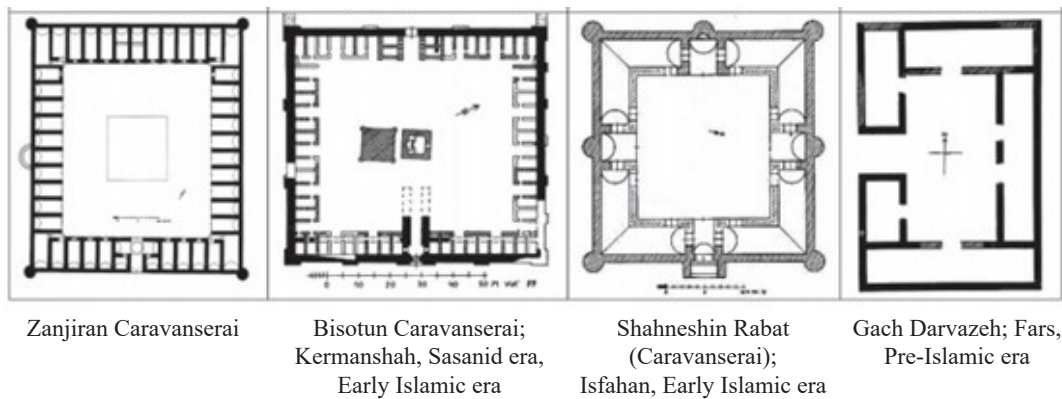 Zanjiran Caravanserai
Bisotun Caravanserai;
Kermanshah, Sasanid era,
Early Islamic era
Shahneshin Rabat
(Caravanserai);
Isfahan, Early Islamic era
Gach Darvazeh; Fars,
Pre-Islamic era